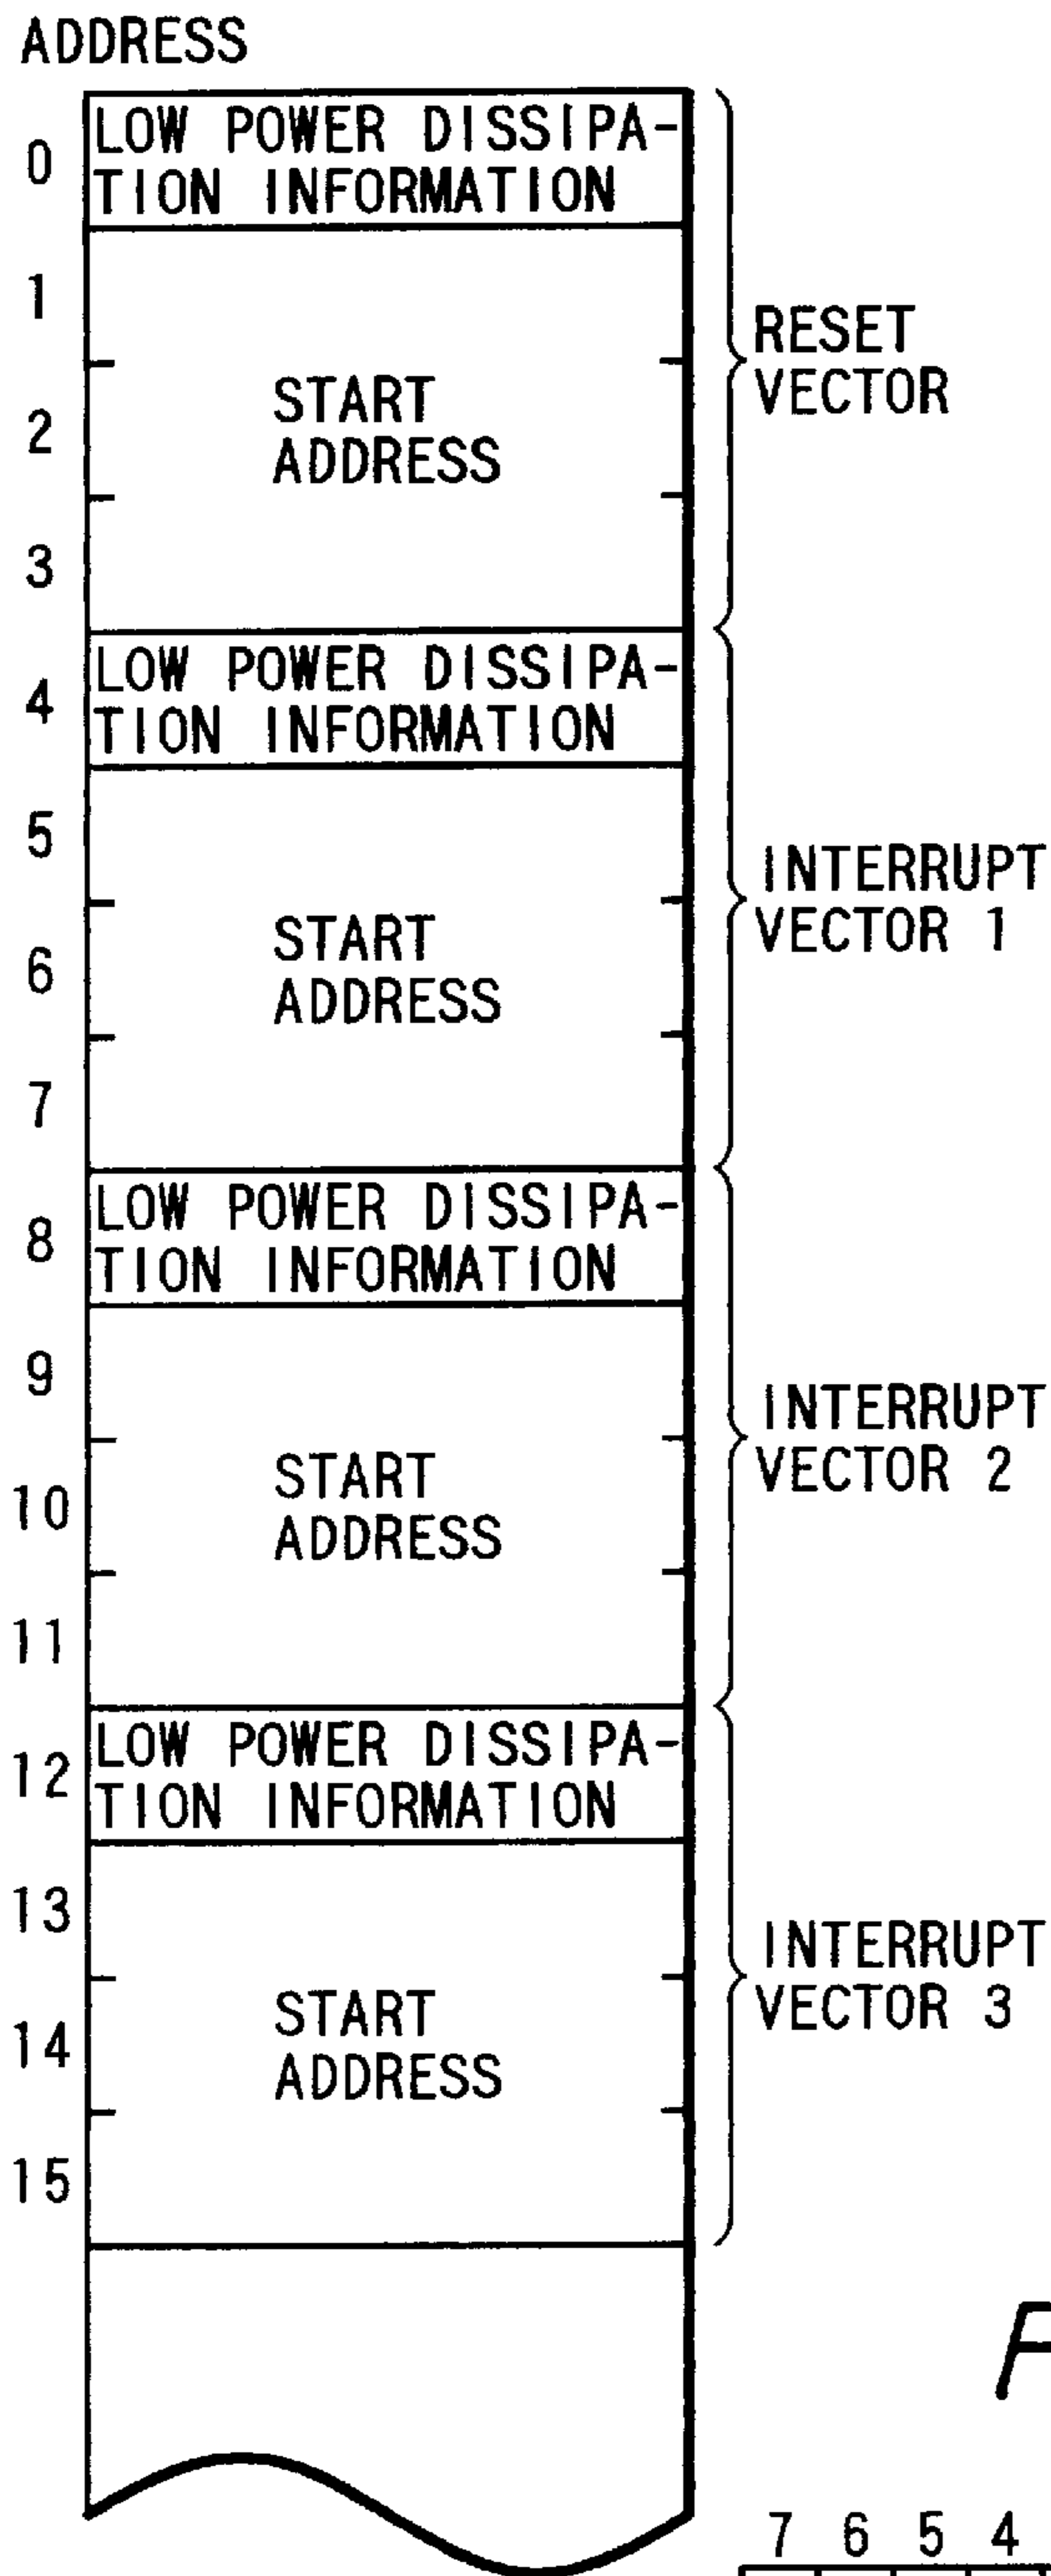 ADDRESS
0
LOW POWER DISSIPA-
TION INFORMATION
1
2
3
START
ADDRESS
RESET
VECTOR
4
LOW POWER DISSIPA-
TION INFORMATION
5
6
7
START
ADDRESS
INTERRUPT
VECTOR 1
8
LOW POWER DISSIPA-
TION INFORMATION
9
10
11
START
ADDRESS
INTERRUPT
VECTOR 2
12
LOW POWER DISSIPA-
TION INFORMATION
13
14
15
START
ADDRESS
INTERRUPT
VECTOR 3
7 6 5 4